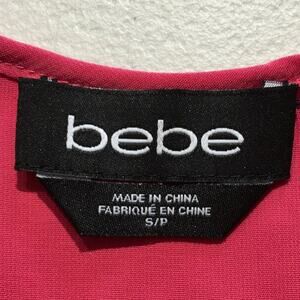 bebe
MADE IN CHINA
FABRIQUÉ EN CHINE
S/P